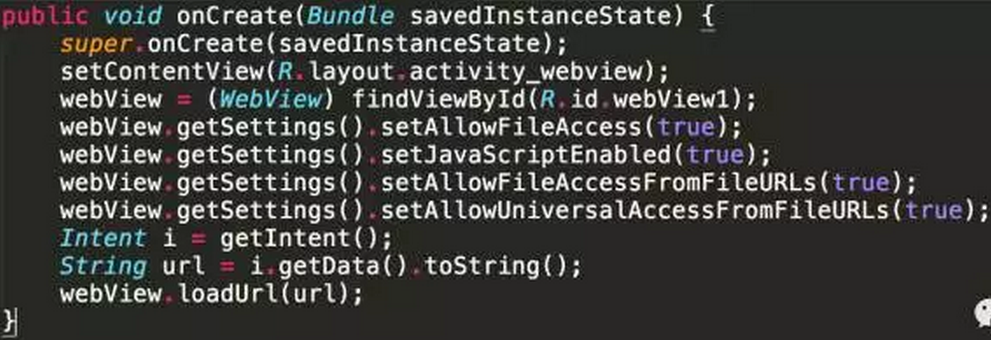 public void onCreate(Bundle savedInstanceState) {
super.onCreate(savedInstanceState);
setContentView(R.layout.activity_webview);
webView = (WebView) findViewById(R.id.webView1);
webView.getSettings().setAllowFileAccess(true);
webView.getSettings().setJavaScriptEnabled(true);
webView.getSettings().setAllowFileAccessFromFileURLs(true);
webView.getSettings().setAllowUniversalAccessFromFileURLs(true);
Intent i = getIntent();
String url = i.getData().toString();
webView.loadUrl(url);
}